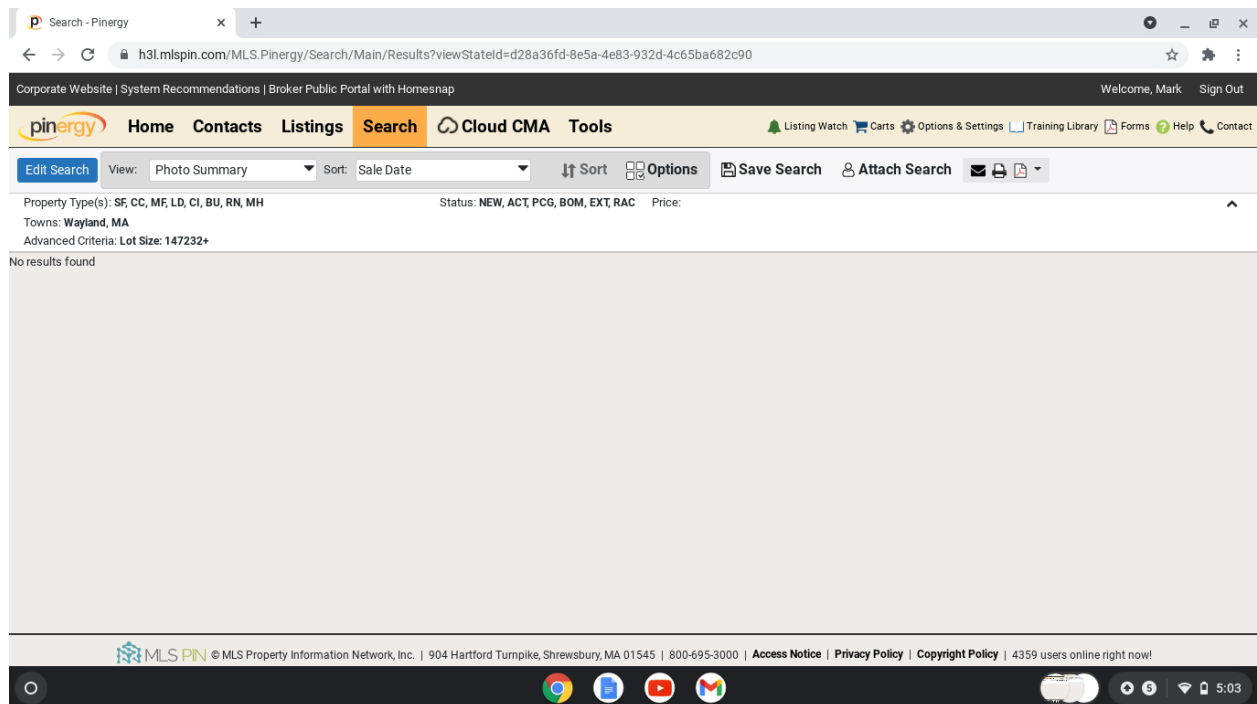 Search - Pinergy
h3l.mlspin.com/MLS.Pinergy/Search/Main/Results?viewStateId=d28a36fd-8e5a-4e83-932d-4c65ba682c90
Corporate Website | System Recommendations | Broker Public Portal with Homesnap Welcome, Mark Sign Out
pinergy Home Contacts Listings Search Cloud CMA Tools Listing Watch Carts Options & Settings Training Library Forms Help Contact
Edit Search View: Photo Summary Sort: Sale Date Sort Options Save Search Attach Search
Property Type(s): SF, CC, MF, LD, CI, BU, RN, MH Status: NEW, ACT, PCG, BOM, EXT, RAC Price:
Towns: Wayland, MA
Advanced Criteria: Lot Size: 147232+
No results found
MLS PIN © MLS Property Information Network, Inc. | 904 Hartford Turnpike, Shrewsbury, MA 01545 | 800-695-3000 | Access Notice | Privacy Policy | Copyright Policy | 4359 users online right now!
5 5:03